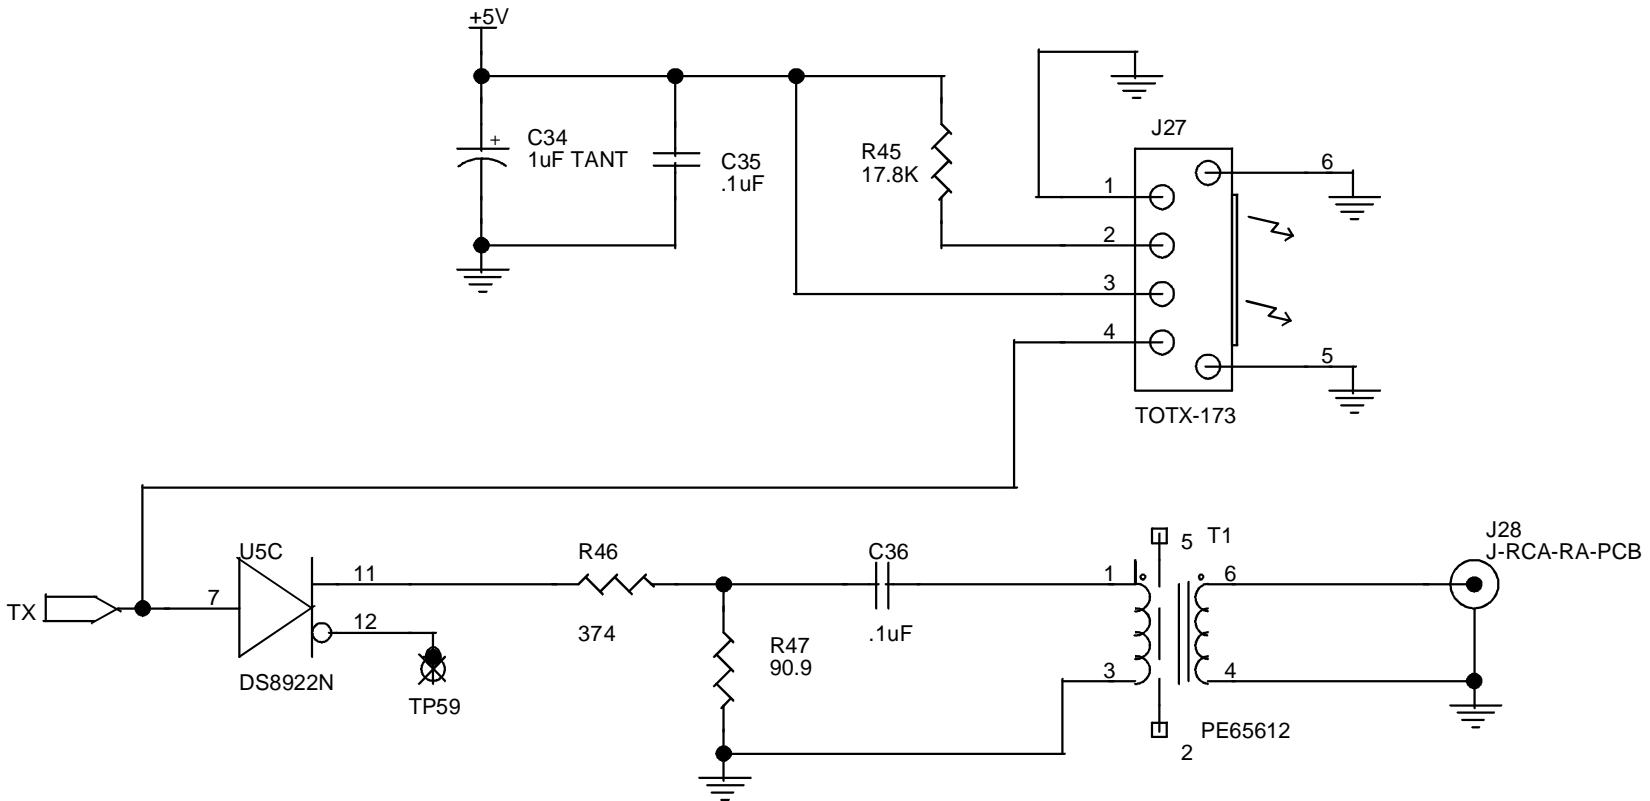 +5V
C34
1uF TANT
+
C35
.1uF
R45
17.8K
J27
1
2
3
4
6
5
TOTX-173
TX
7
U5C
11
12
DS8922N
TP59
R46
374
R47
90.9
C36
.1uF
1
3
5
T1
6
4
2
PE65612
J28
J-RCA-RA-PCB